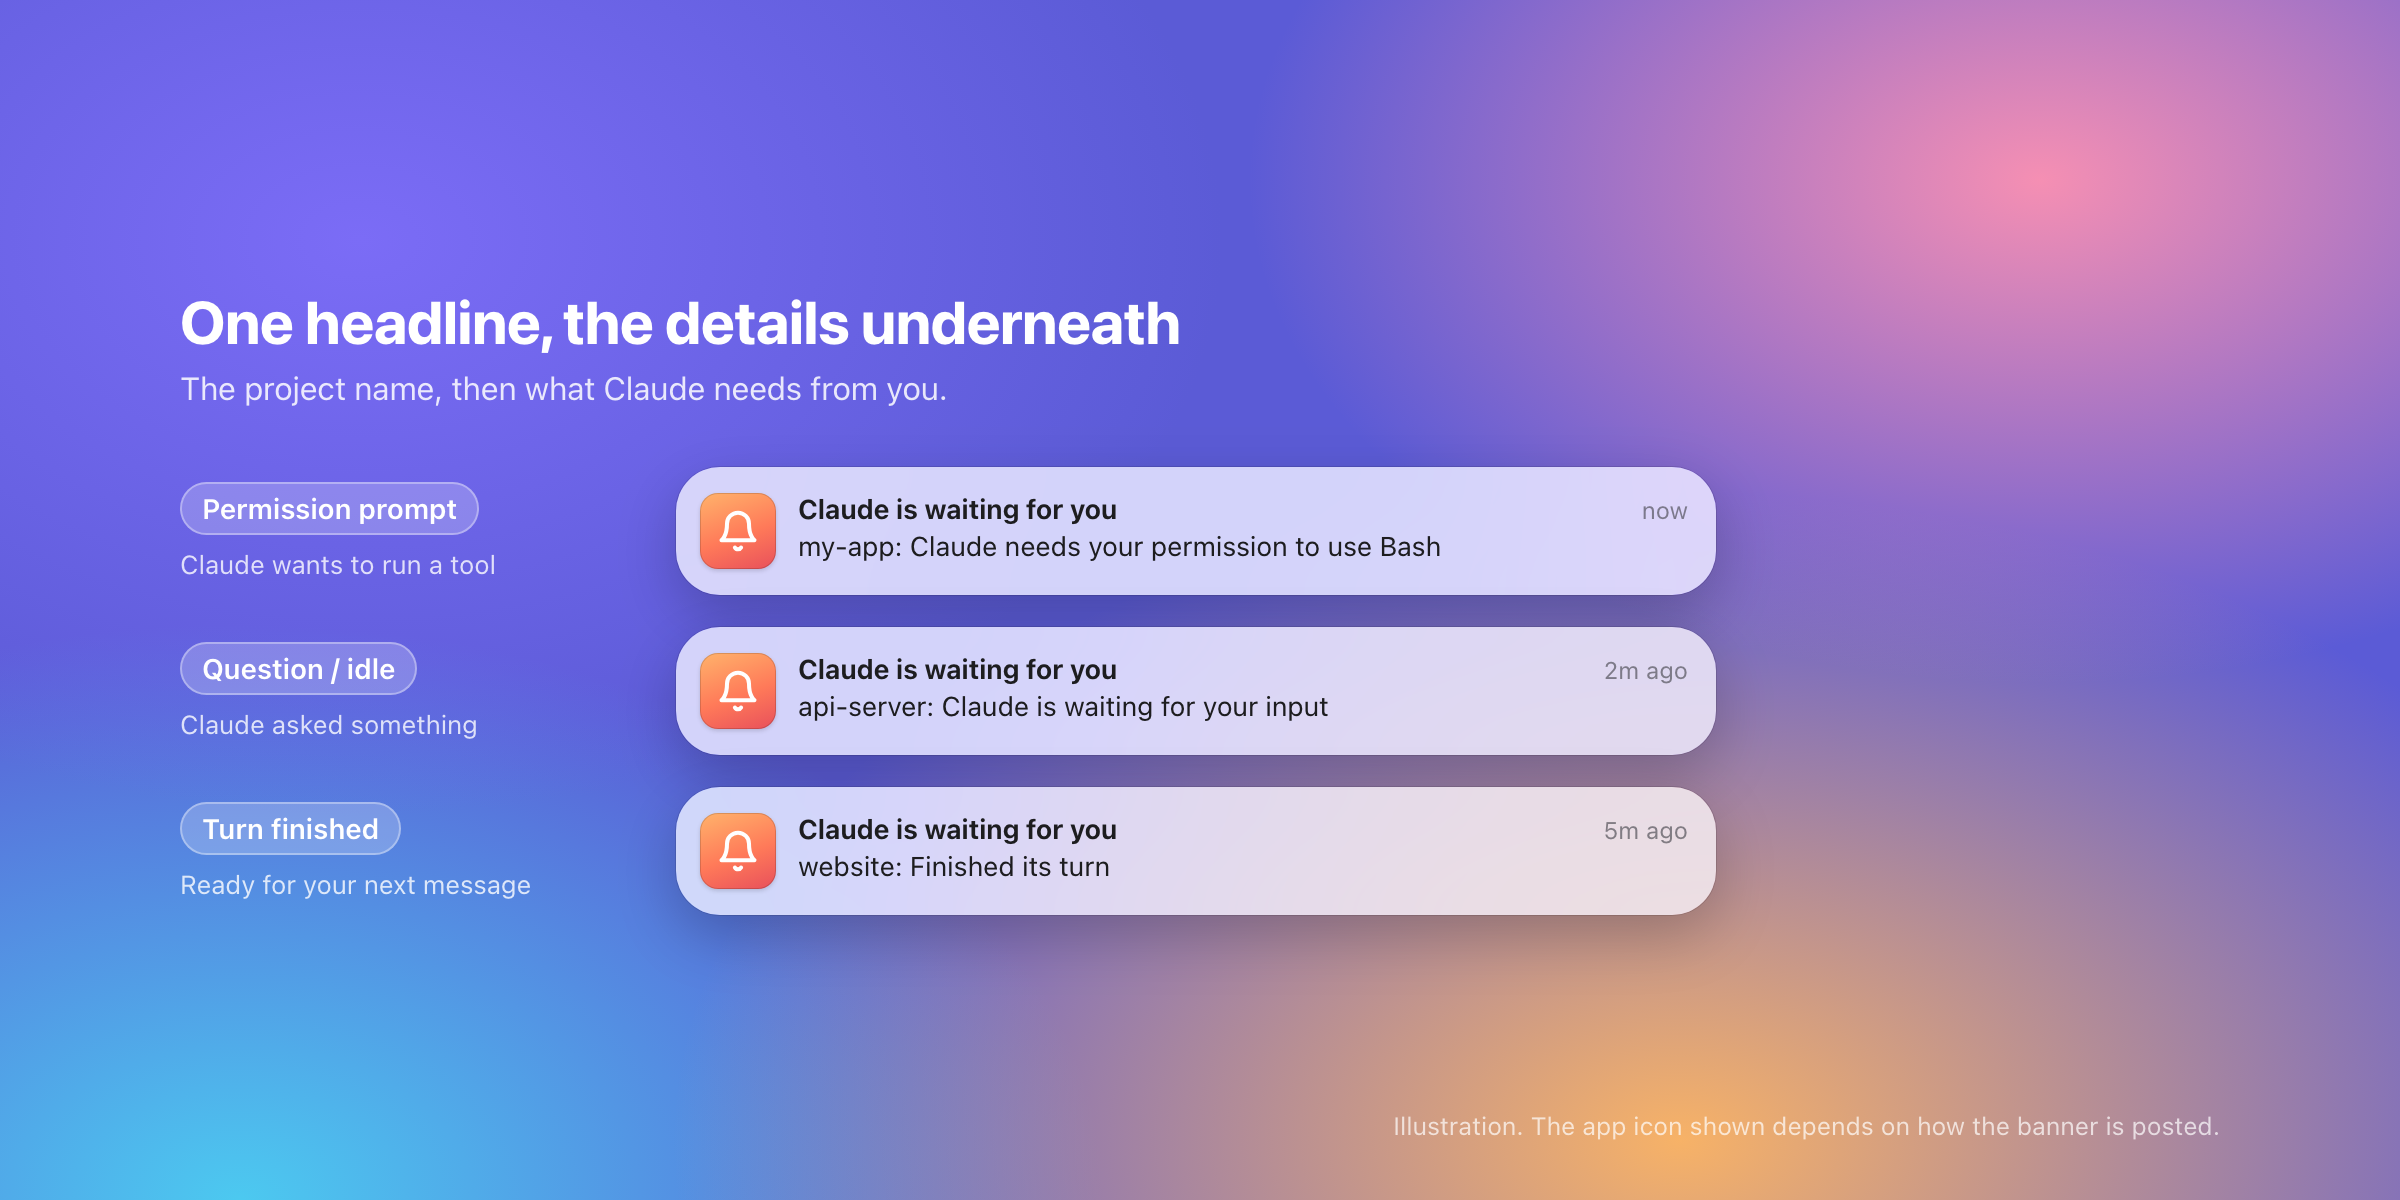 One headline, the details underneath
The project name, then what Claude needs from you.
Permission prompt
Claude wants to run a tool
Claude is waiting for you
now
my-app: Claude needs your permission to use Bash
Question / idle
Claude asked something
Claude is waiting for you
2m ago
api-server: Claude is waiting for your input
Turn finished
Ready for your next message
Claude is waiting for you
5m ago
website: Finished its turn
Illustration. The app icon shown depends on how the banner is posted.